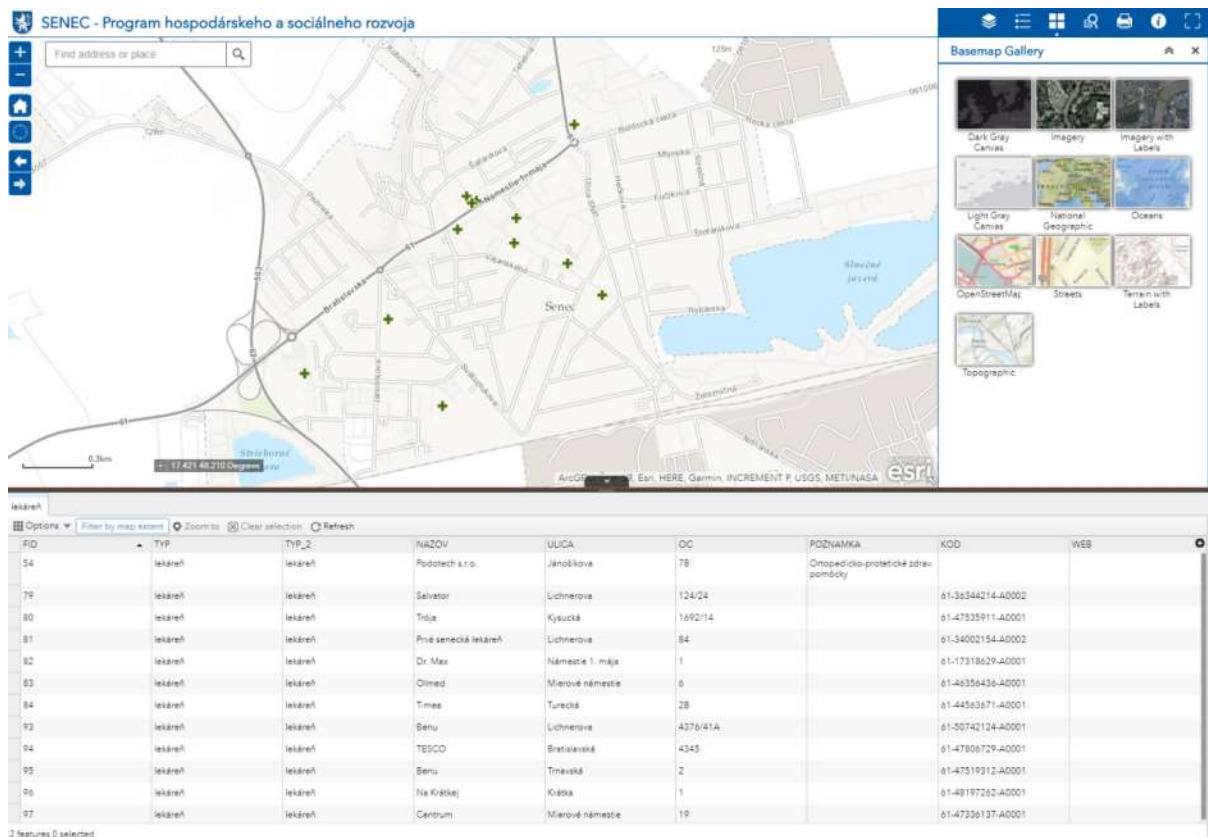 SENEC - Program hospodárskeho a sociálneho rozvoja
Find address or place
Basemap Gallery
Dark Gray Canvas
Imagery
Imagery with Labels
Light Gray Canvas
National Geographic
Oceans
OpenStreetMap
Streets
Terrain with Labels
Topographic
Námestie 1. mája
Bratislavská
61
Senec
Slnečné jazerá
Strieborné
0.3km
17.421 48.210 Degrees
Esri, HERE, Garmin, INCREMENT P, USGS, METI/NASA
esri
lekáreň
Options Filter by map extent Zoom to Clear selection Refresh
FID TYP TYP_2 NAZOV ULICA OC POZNAMKA KOD WEB
54 lekáreň lekáreň Podotech s.r.o. Jánošíkova 7B Ortopedicko-protetické zdrav. pomôcky
79 lekáreň lekáreň Salvator Lichnerova 124/24 61-36344214-A0002
80 lekáreň lekáreň Trója Kysucká 1692/14 61-47535911-A0001
81 lekáreň lekáreň Prvá senecká lekáreň Lichnerova 84 61-34002154-A0002
82 lekáreň lekáreň Dr. Max Námestie 1. mája 1 61-17318629-A0001
83 lekáreň lekáreň Olmed Mierové námestie 6 61-46356436-A0001
84 lekáreň lekáreň Timea Turecká 2B 61-44563671-A0001
93 lekáreň lekáreň Benu Lichnerova 4376/41A 61-50742124-A0001
94 lekáreň lekáreň TESCO Bratislavská 4345 61-47806729-A0001
95 lekáreň lekáreň Benu Trnavská 2 61-47519312-A0001
96 lekáreň lekáreň Na Krátkej Krátka 1 61-48197262-A0001
97 lekáreň lekáreň Centrum Mierové námestie 19 61-47336137-A0001
2 features 0 selected